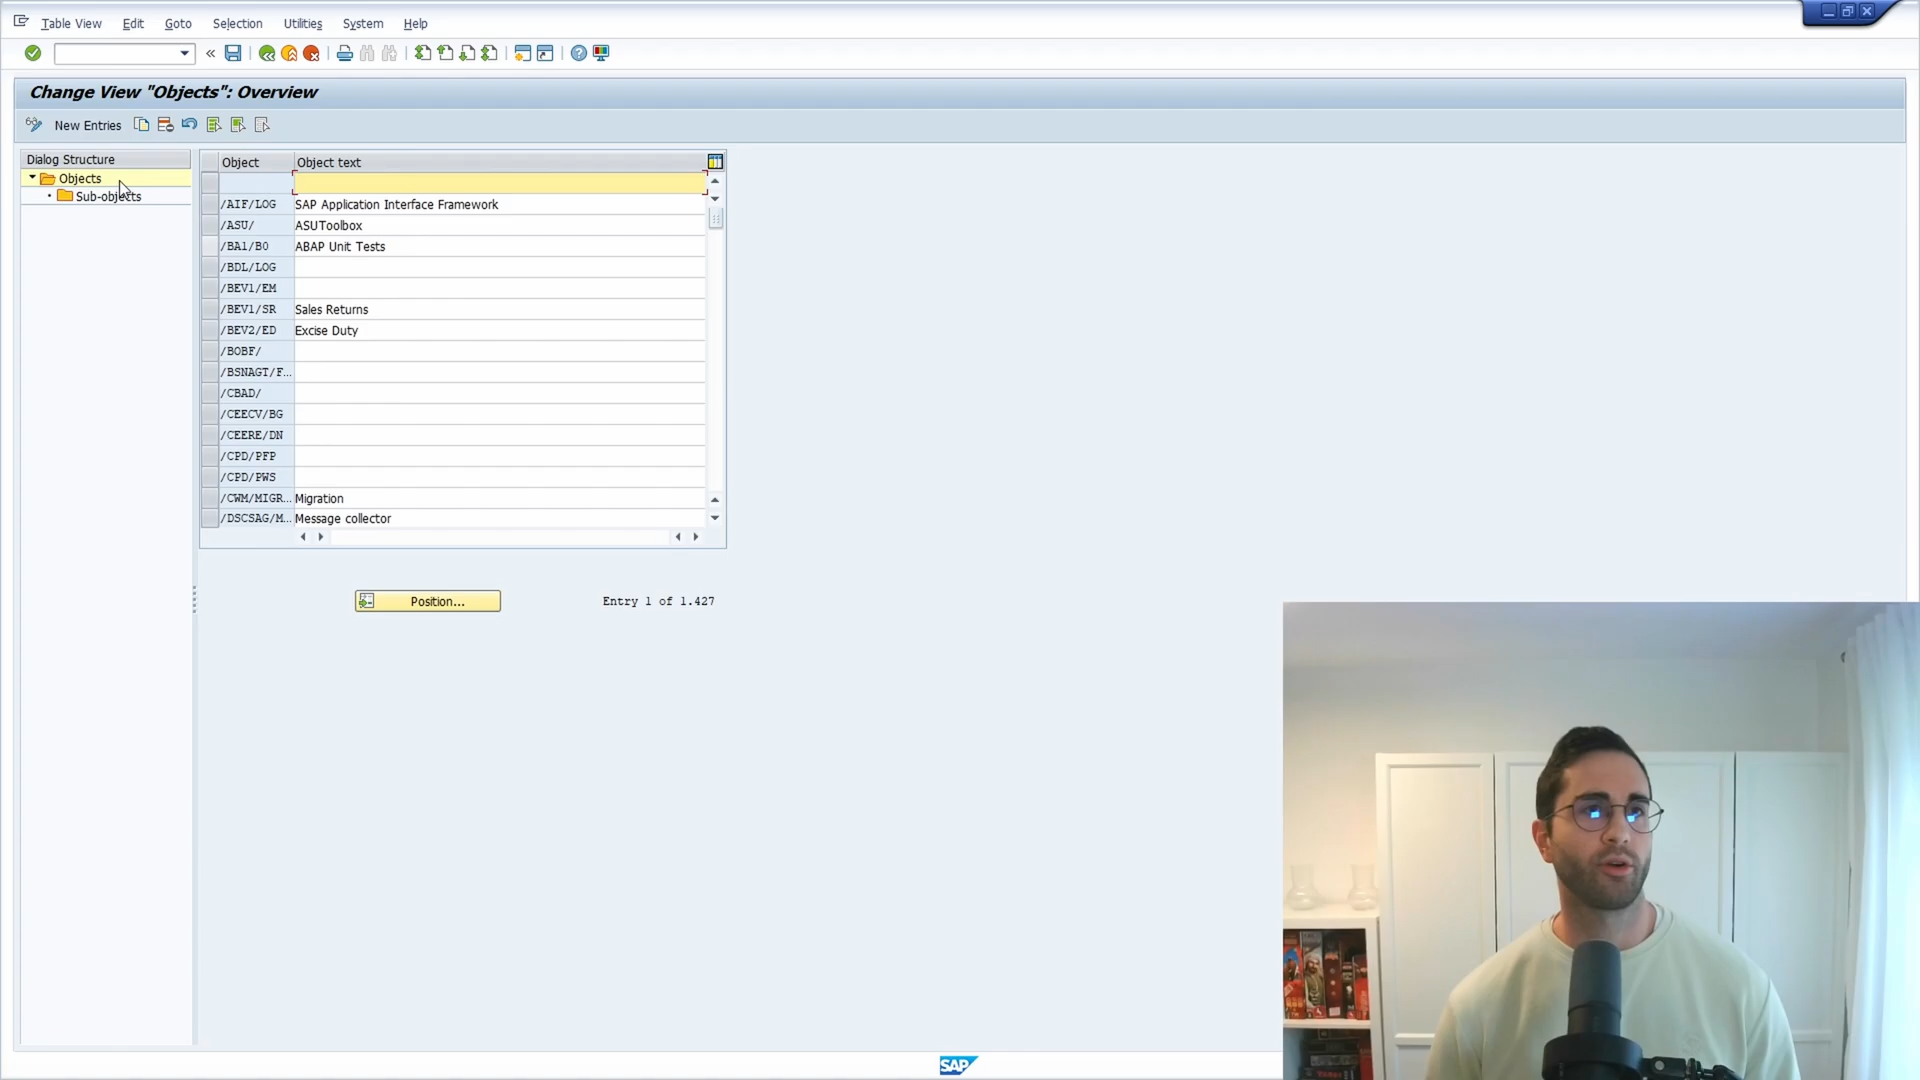 Table View Edit Goto Selection Utilities System Help
Change View "Objects": Overview
New Entries
Dialog Structure
Objects
Sub-objects
Object Object text
/AIF/LOG SAP Application Interface Framework
/ASU/ ASUToolbox
/BA1/B0 ABAP Unit Tests
/BDL/LOG
/BEV1/EM
/BEV1/SR Sales Returns
/BEV2/ED Excise Duty
/BOBF/
/BSNAGT/F...
/CBAD/
/CEECV/BG
/CEERE/DN
/CPD/PFP
/CPD/PWS
/CWM/MIGR... Migration
/DSCSAG/M... Message collector
Position... Entry 1 of 1.427
SAP